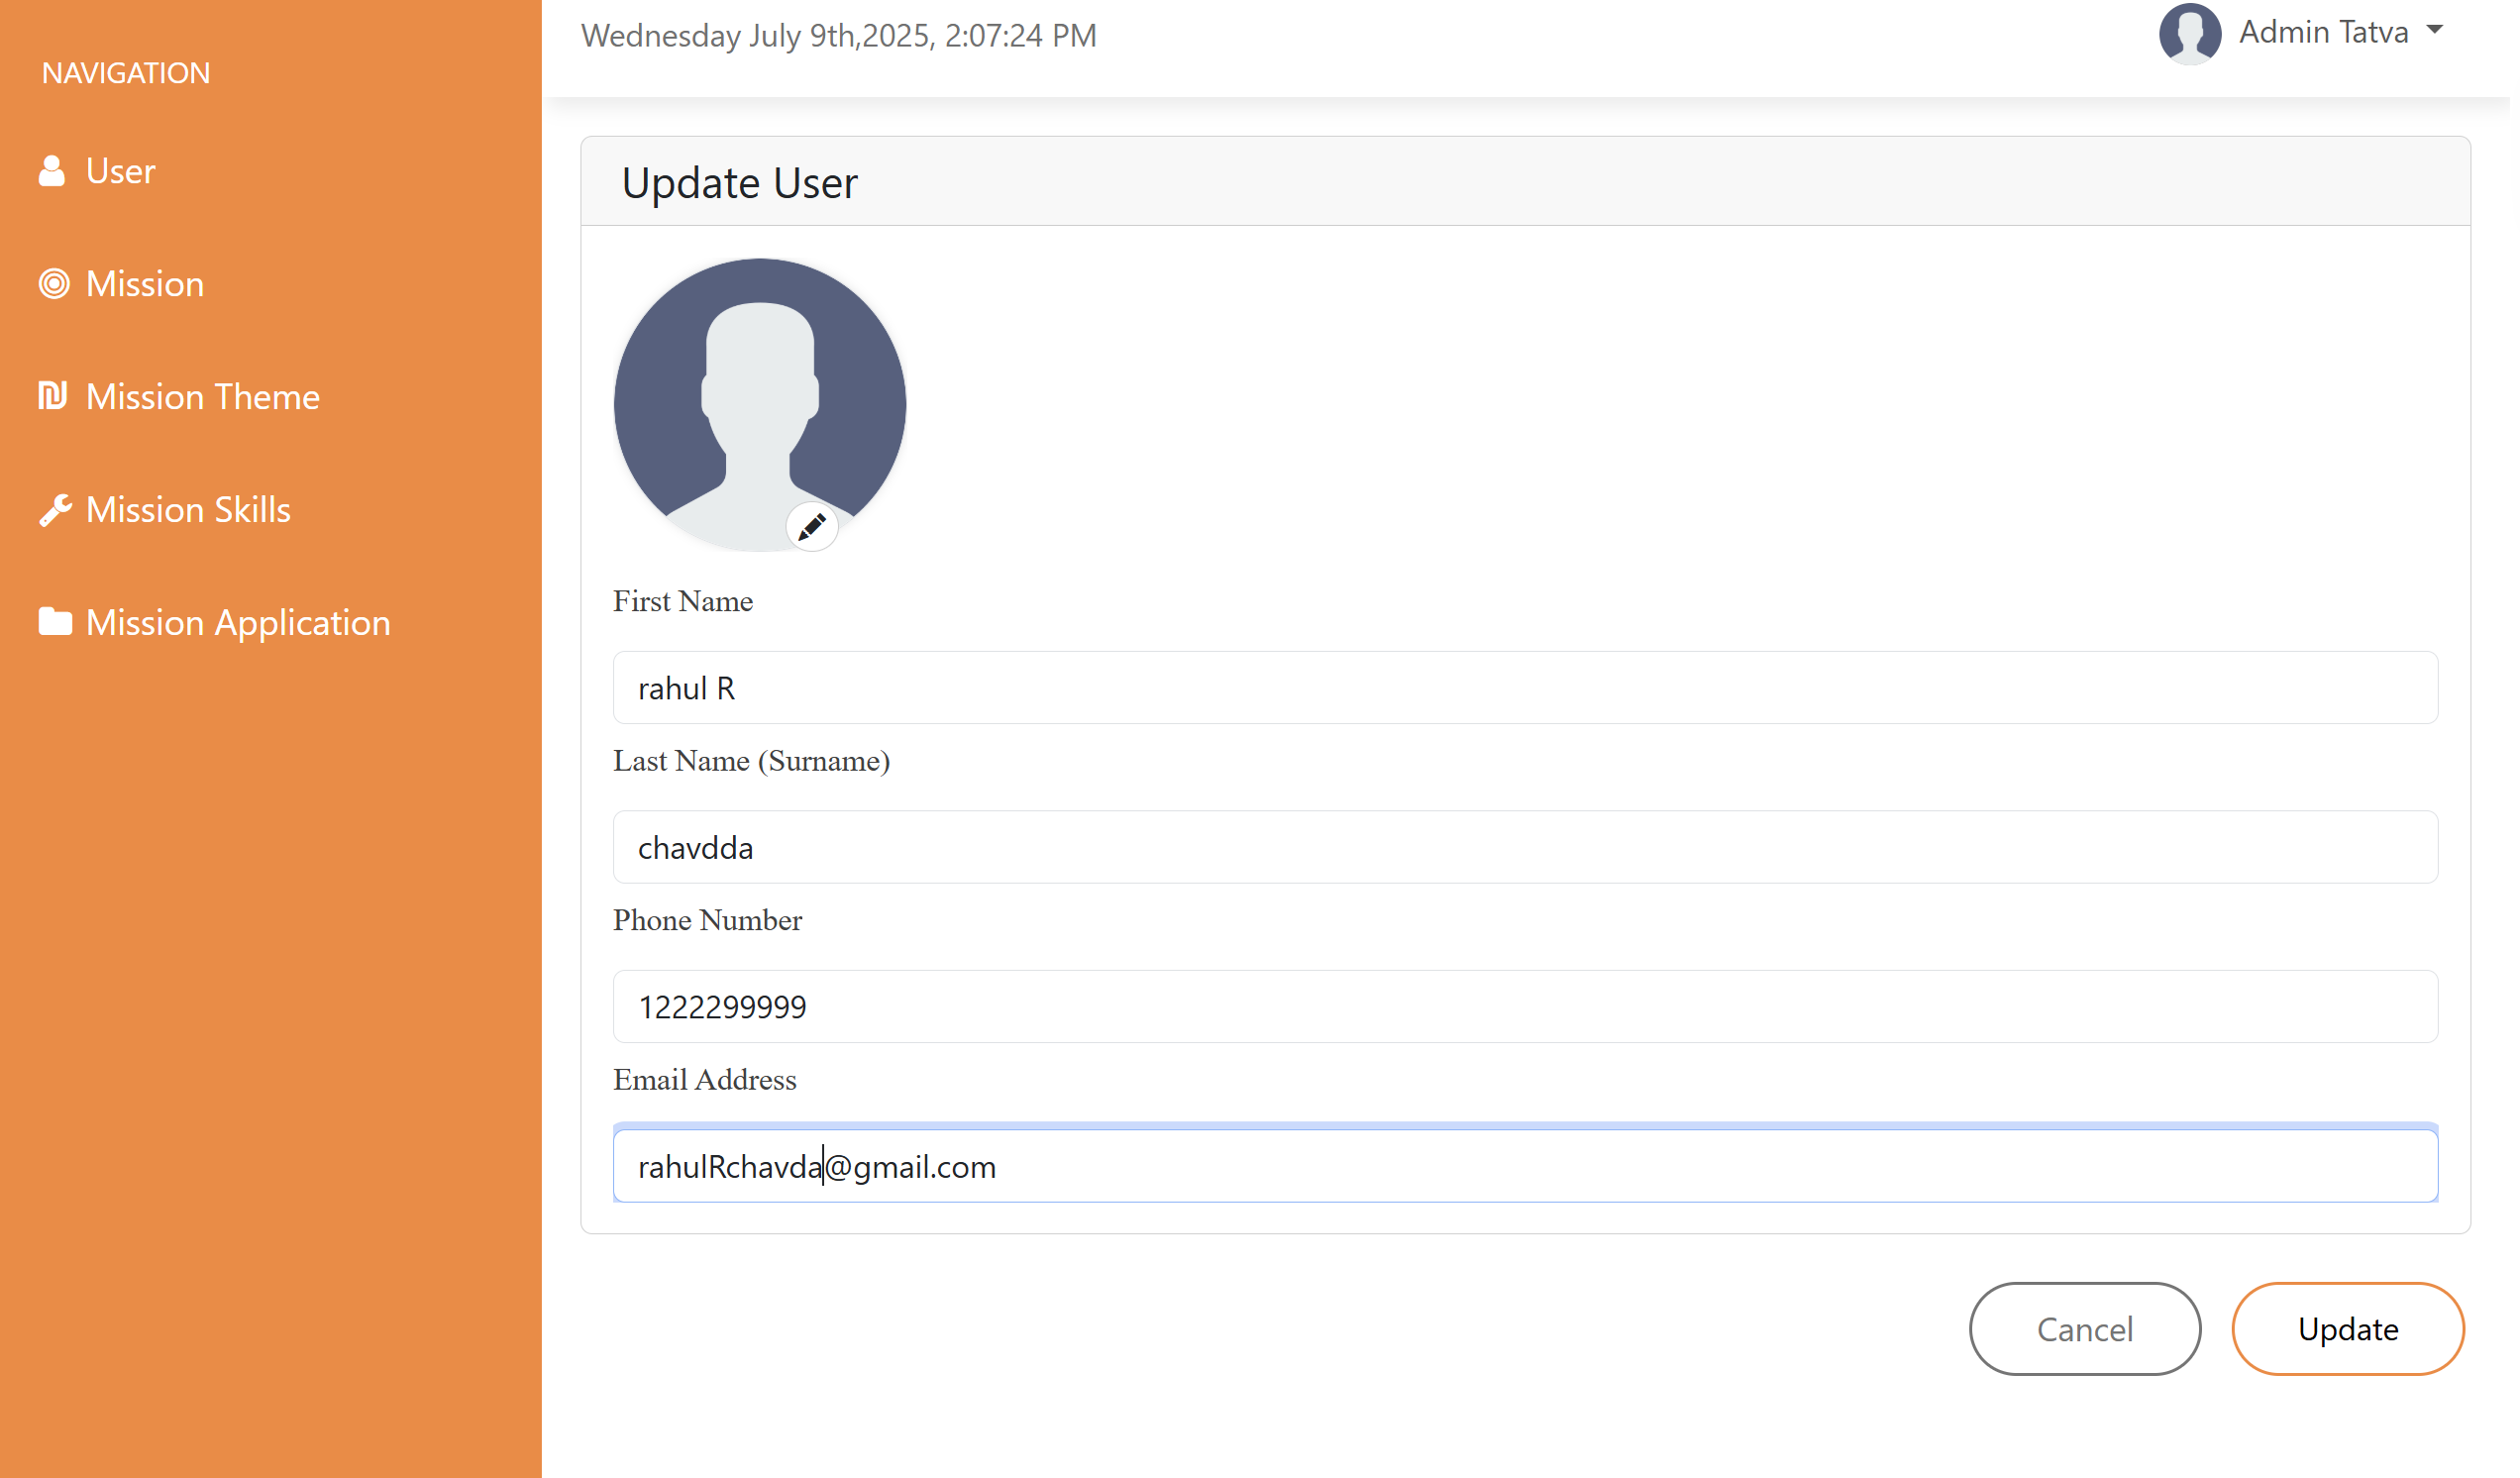 NAVIGATION
User
Mission
Mission Theme
Mission Skills
Mission Application
Wednesday July 9th,2025, 2:07:24 PM
Admin Tatva
Update User
First Name
rahul R
Last Name (Surname)
chavdda
Phone Number
1222299999
Email Address
rahulRchavda@gmail.com
Cancel
Update